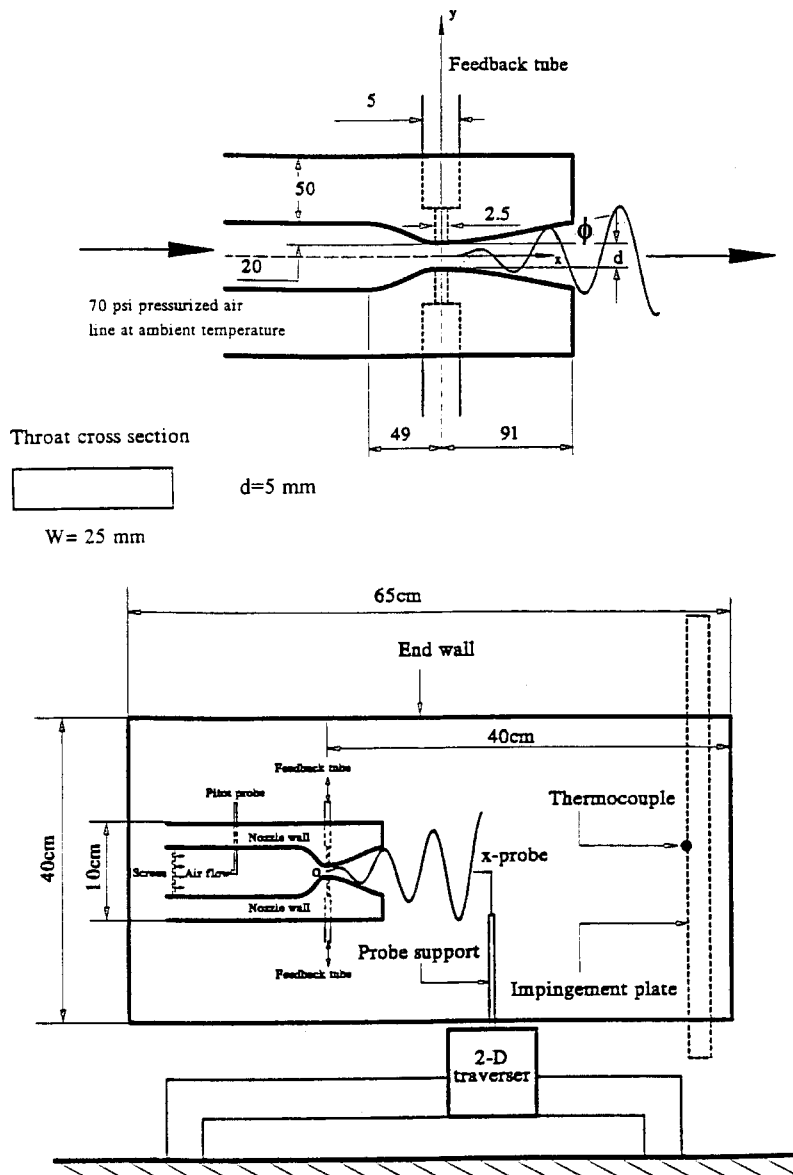 y
Feedback tube
5
50
2.5
ϕ
x
d
20
70 psi pressurized air
line at ambient temperature
49
91
Throat cross section
d=5 mm
W= 25 mm
65cm
End wall
40cm
Feedback tube
Pitot probe
Thermocouple
Nozzle wall
x-probe
40cm
10cm
Screen
Air flow
O
Nozzle wall
Probe support
Feedback tube
Impingement plate
2-D
traverser